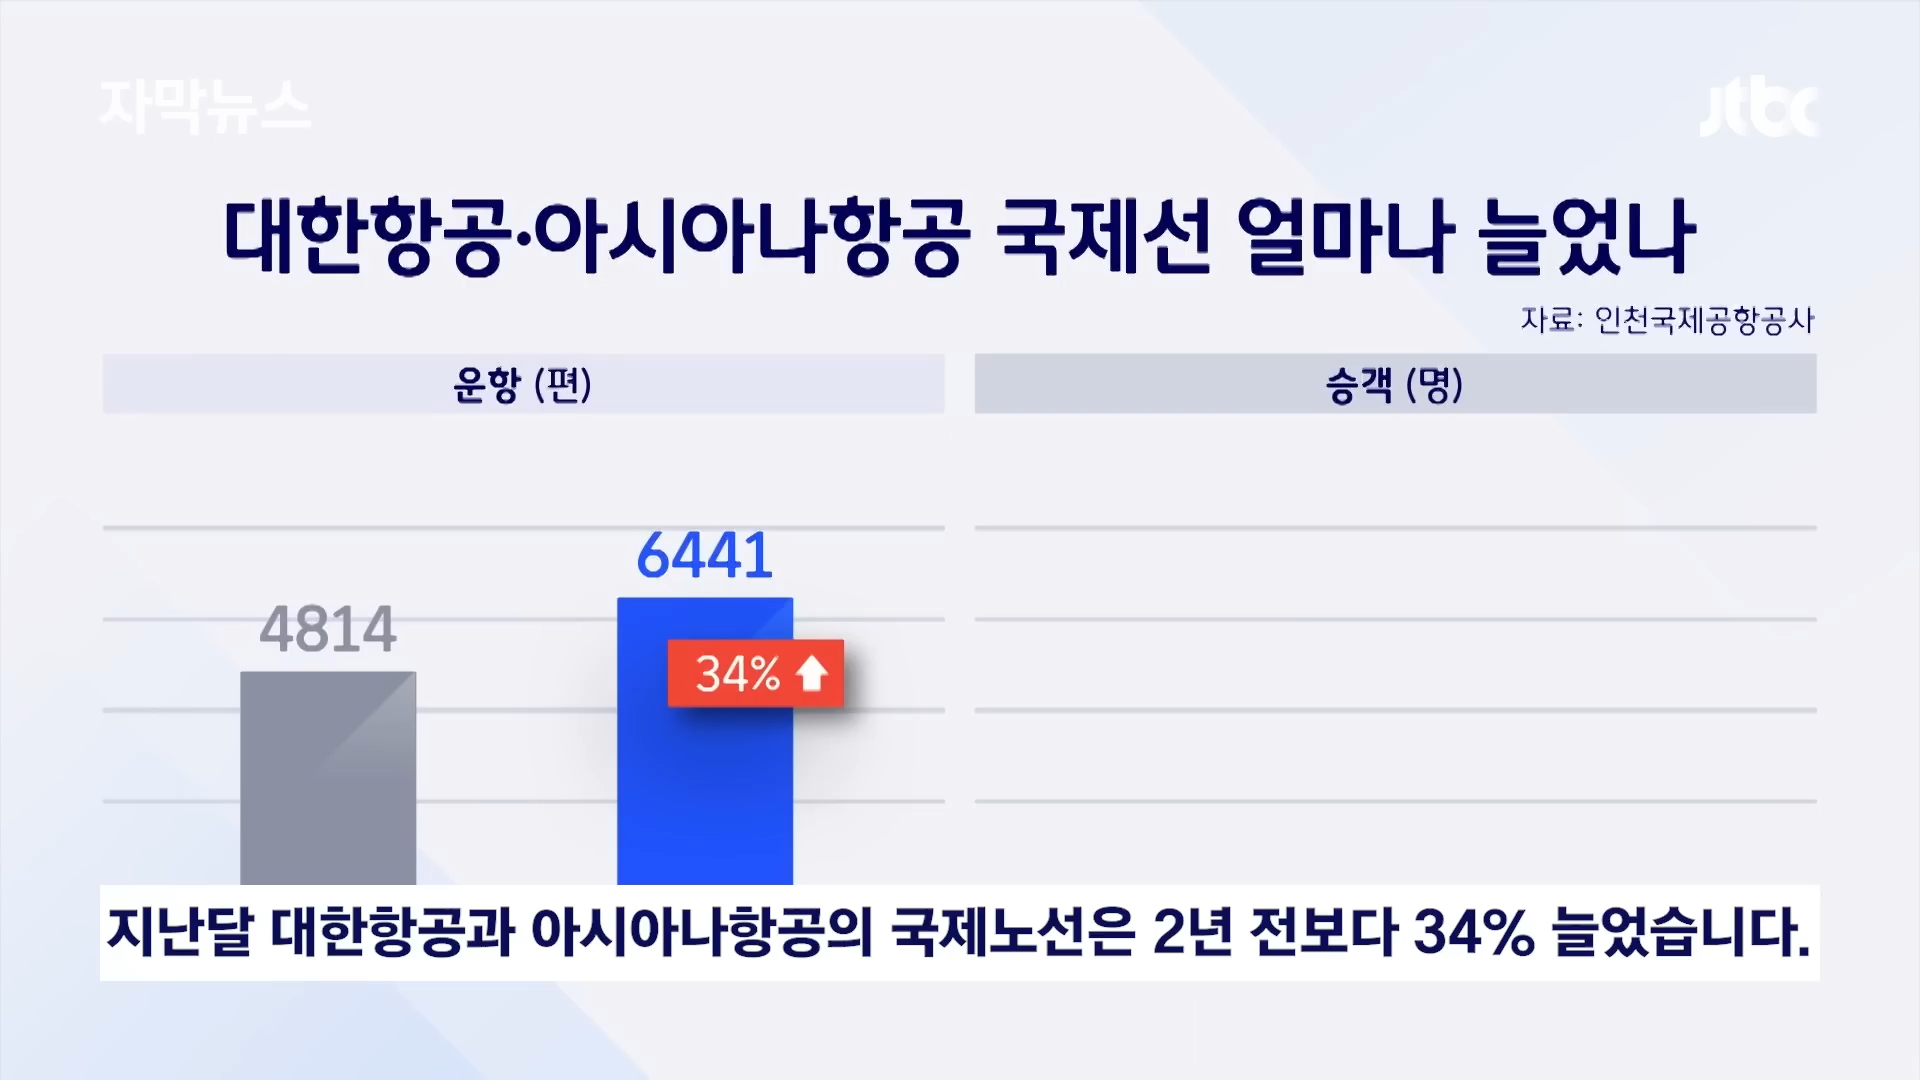 자막뉴스
jtbc
대한항공·아시아나항공 국제선 얼마나 늘었나
자료: 인천국제공항공사
운항 (편)
승객 (명)
6441
4814
34%
지난달 대한항공과 아시아나항공의 국제노선은 2년 전보다 34% 늘었습니다.